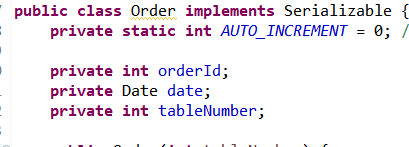 public class Order implements Serializable {
private static int AUTO_INCREMENT = 0; /
private int orderId;
private Date date;
private int tableNumber;